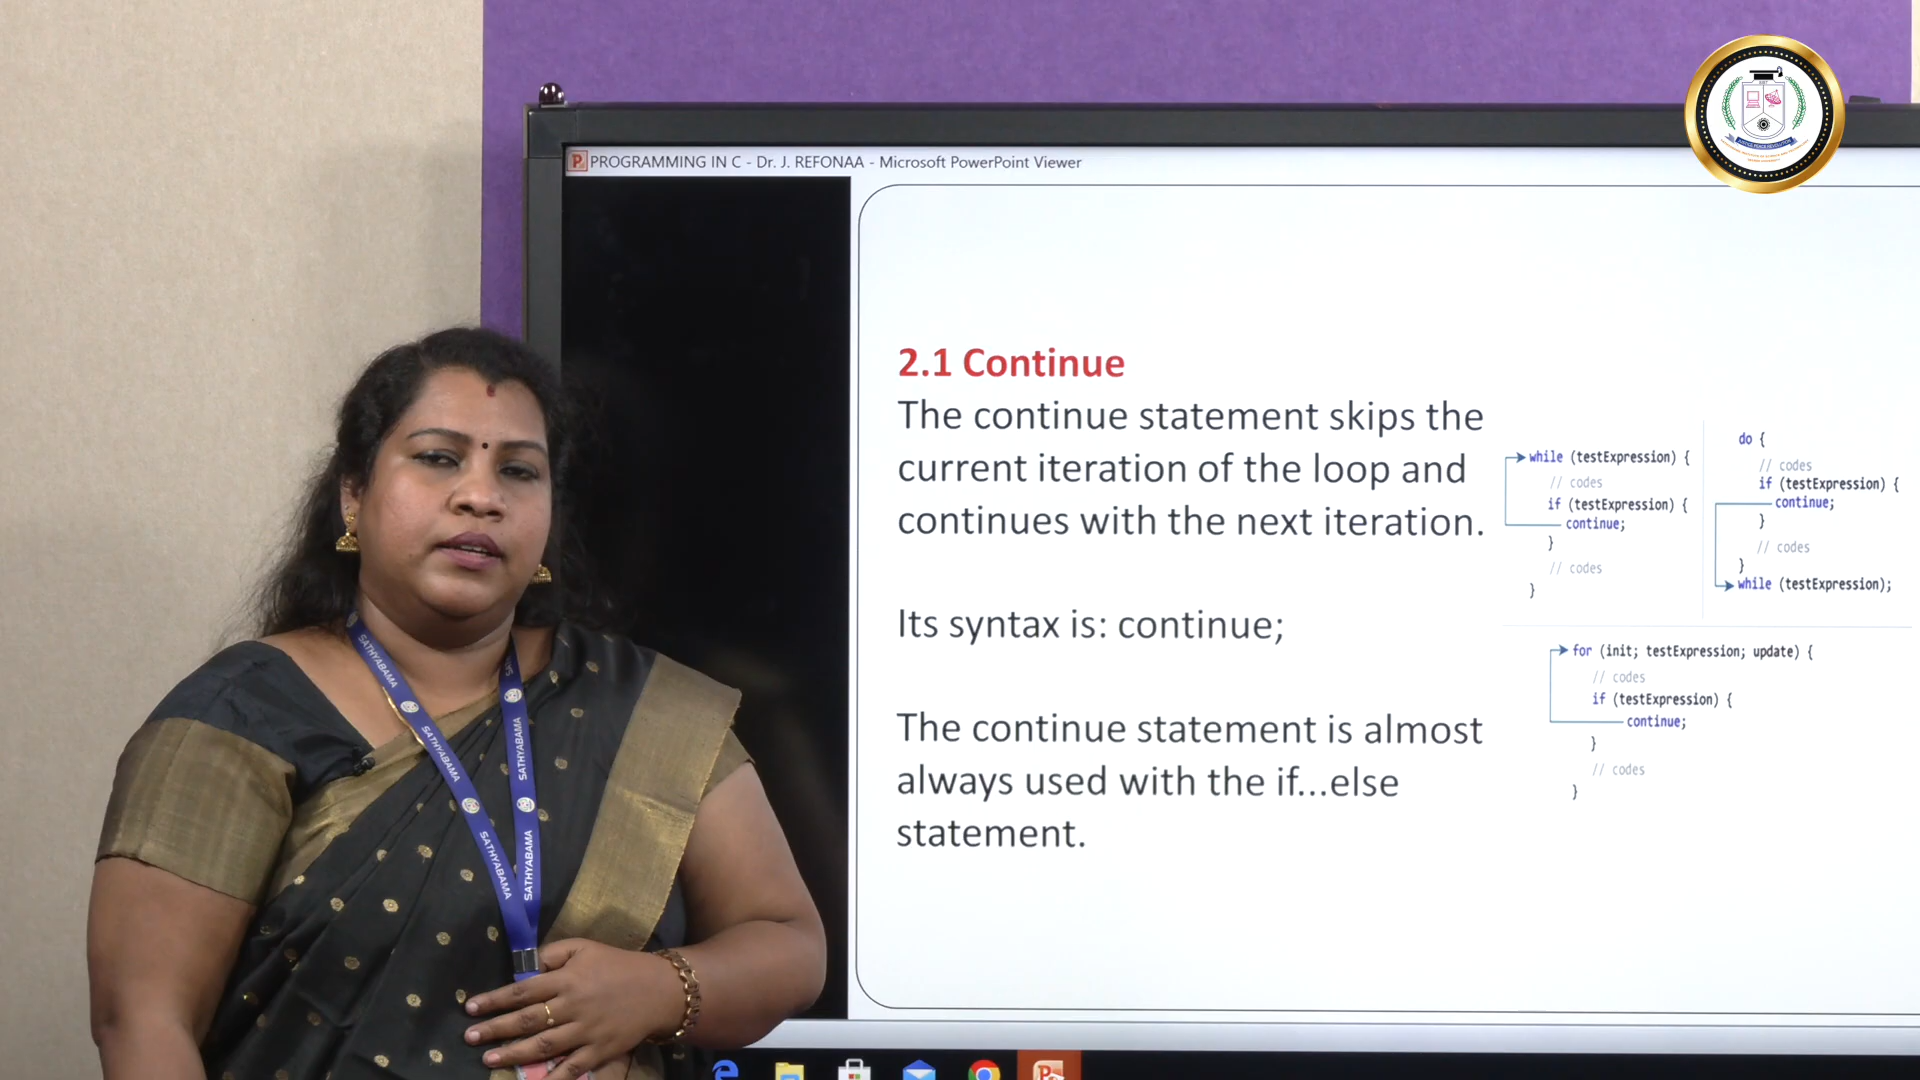 PROGRAMMING IN C - Dr. J. REFONAA - Microsoft PowerPoint Viewer
2.1 Continue
The continue statement skips the
current iteration of the loop and
continues with the next iteration.
Its syntax is: continue;
The continue statement is almost
always used with the if...else
statement.
while (testExpression) {
// codes
if (testExpression) {
continue;
}
// codes
}
do {
// codes
if (testExpression) {
continue;
}
// codes
}
while (testExpression);
for (init; testExpression; update) {
// codes
if (testExpression) {
continue;
}
// codes
}
SATHYABAMA
SATHYABAMA
SATHYABAMA
SATHYABAMA
SATHYABAMA